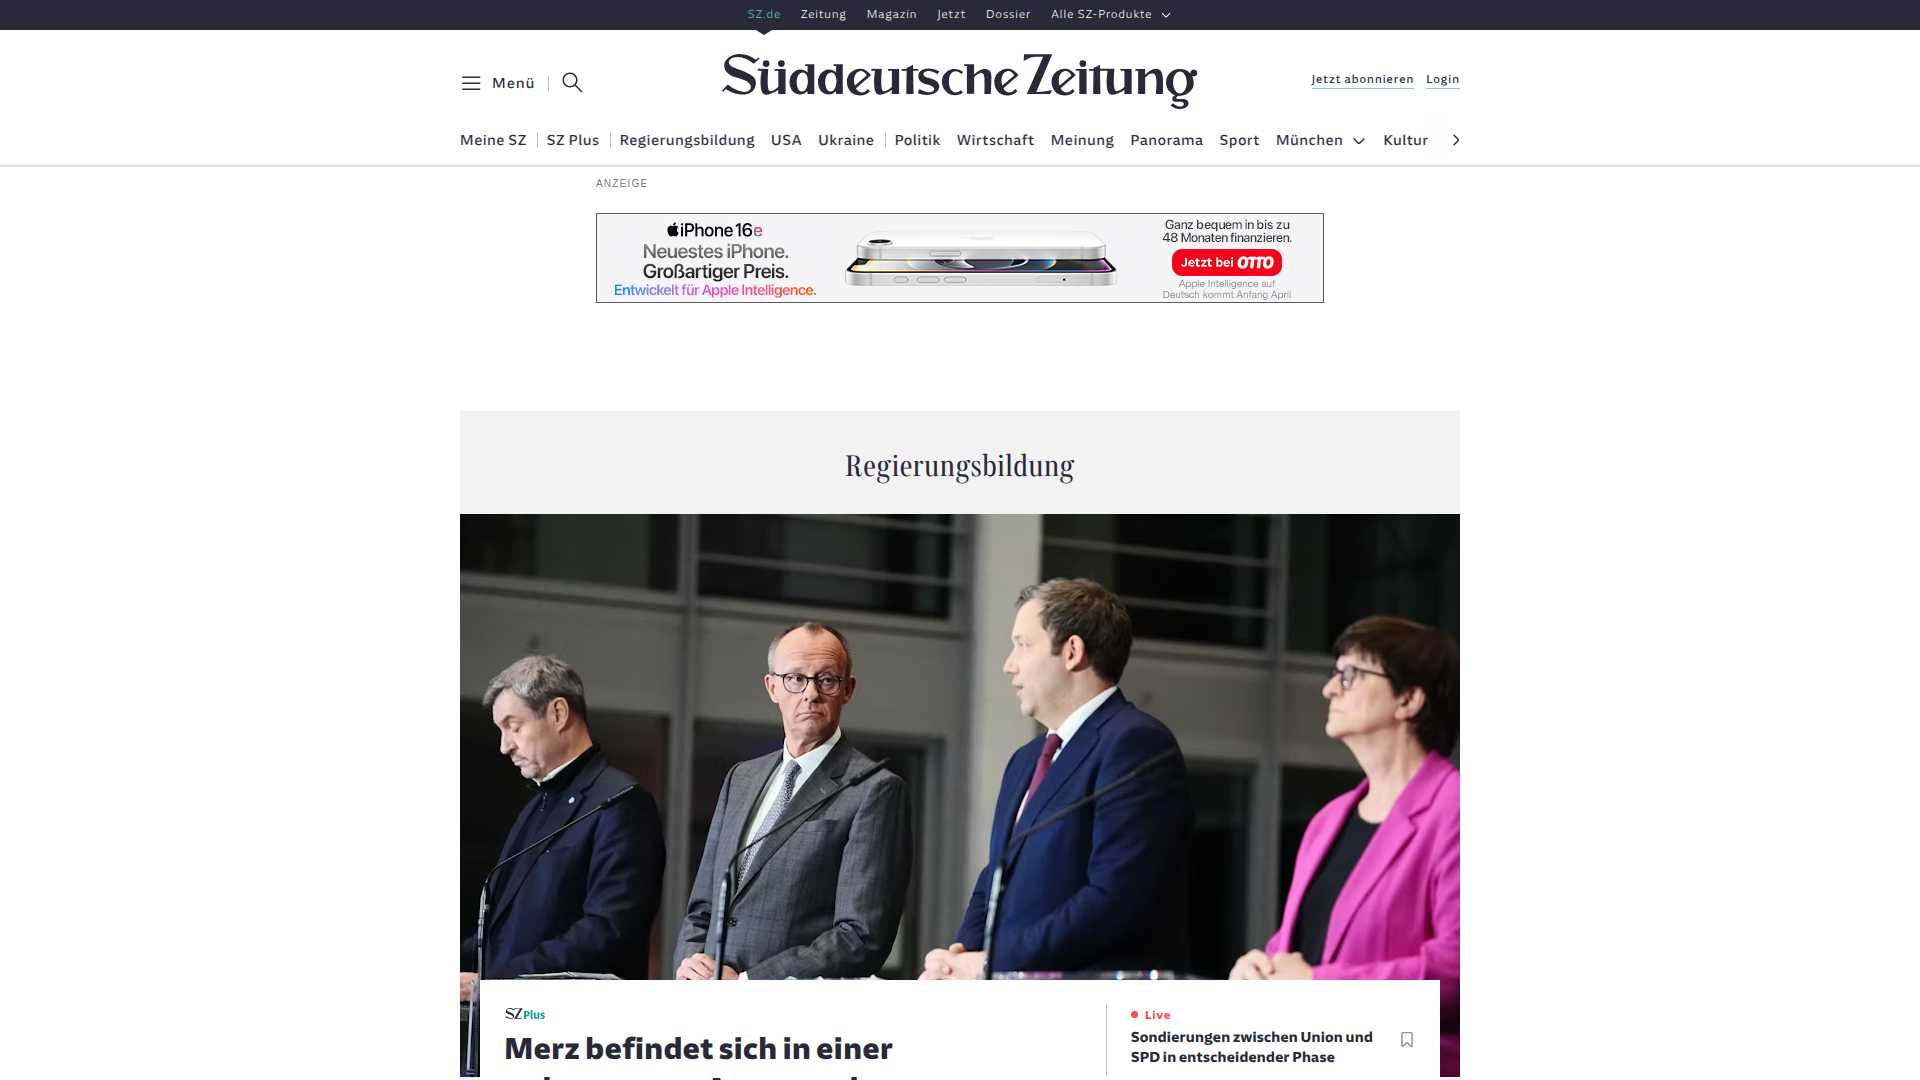 SZ.de Zeitung Magazin Jetzt Dossier Alle SZ-Produkte
Menü
Süddeutsche Zeitung
Jetzt abonnieren Login
Meine SZ SZ Plus Regierungsbildung USA Ukraine Politik Wirtschaft Meinung Panorama Sport München Kultur
ANZEIGE
iPhone 16e
Neuestes iPhone.
Großartiger Preis.
Entwickelt für Apple Intelligence.
Ganz bequem in bis zu
48 Monaten finanzieren.
Jetzt bei OTTO
Apple Intelligence auf
Deutsch kommt Anfang April
Regierungsbildung
SZ Plus
Merz befindet sich in einer
Live
Sondierungen zwischen Union und
SPD in entscheidender Phase